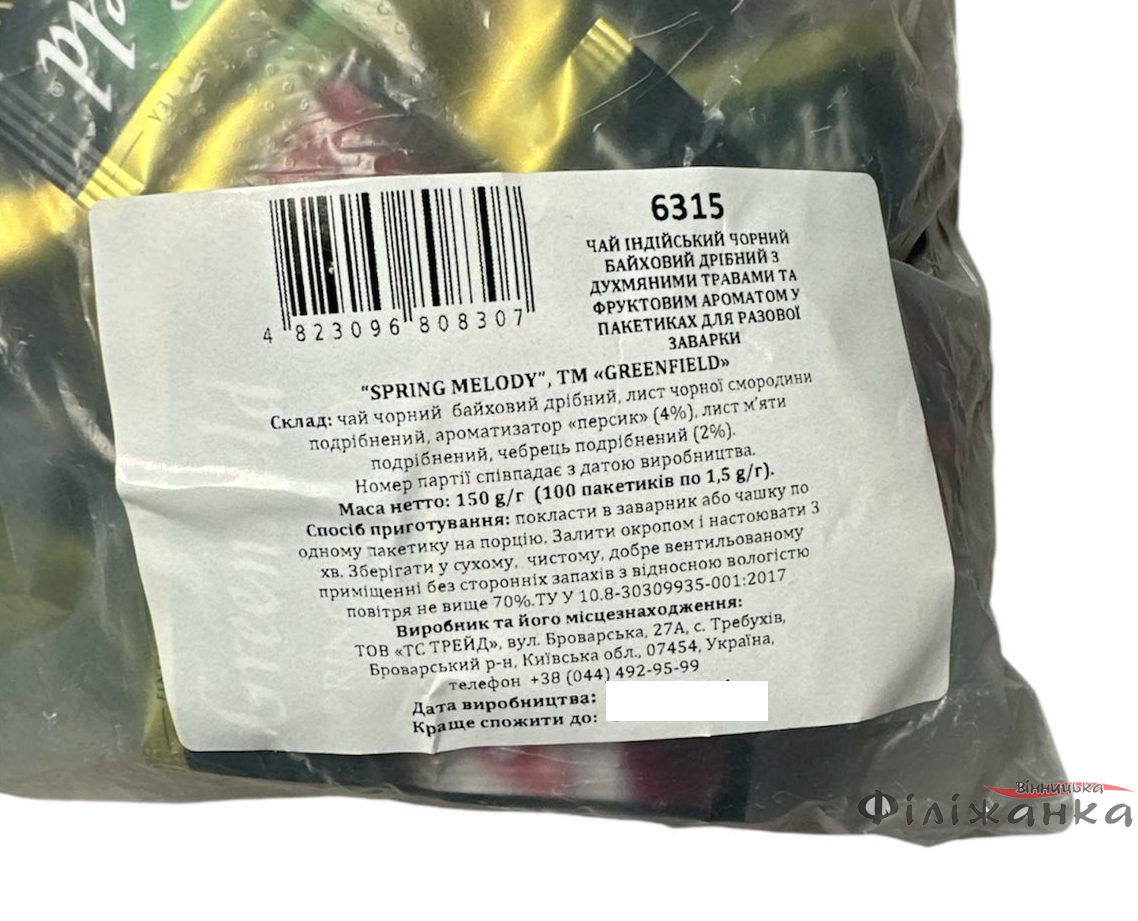 6315
ЧАЙ ІНДІЙСЬКИЙ ЧОРНИЙ
БАЙХОВИЙ ДРІБНИЙ З
ДУХМЯНИМИ ТРАВАМИ ТА
ФРУКТОВИМ АРОМАТОМ У
ПАКЕТИКАХ ДЛЯ РАЗОВОЇ
ЗАВАРКИ
4 823096 808307
"SPRING MELODY", ТМ «GREENFIELD»
Склад: чай чорний байховий дрібний, лист чорної смородини
подрібнений, ароматизатор «персик» (4%), лист м'яти
подрібнений, чебрець подрібнений (2%).
Номер партії співпадає з датою виробництва.
Маса нетто: 150 g/г (100 пакетиків по 1,5 g/г).
Спосіб приготування: покласти в заварник або чашку по
одному пакетику на порцію. Залити окропом і настоювати 3
хв. Зберігати у сухому, чистому, добре вентильованому
приміщенні без сторонніх запахів з відносною вологістю
повітря не вище 70%.ТУ У 10.8-30309935-001:2017
Виробник та його місцезнаходження:
ТОВ «ТС ТРЕЙД», вул. Броварська, 27А, с. Требухів,
Броварський р-н, Київська обл., 07454, Україна,
телефон +38 (044) 492-95-99
Дата виробництва:
Краще спожити до:
Вінницька
Філіжанка